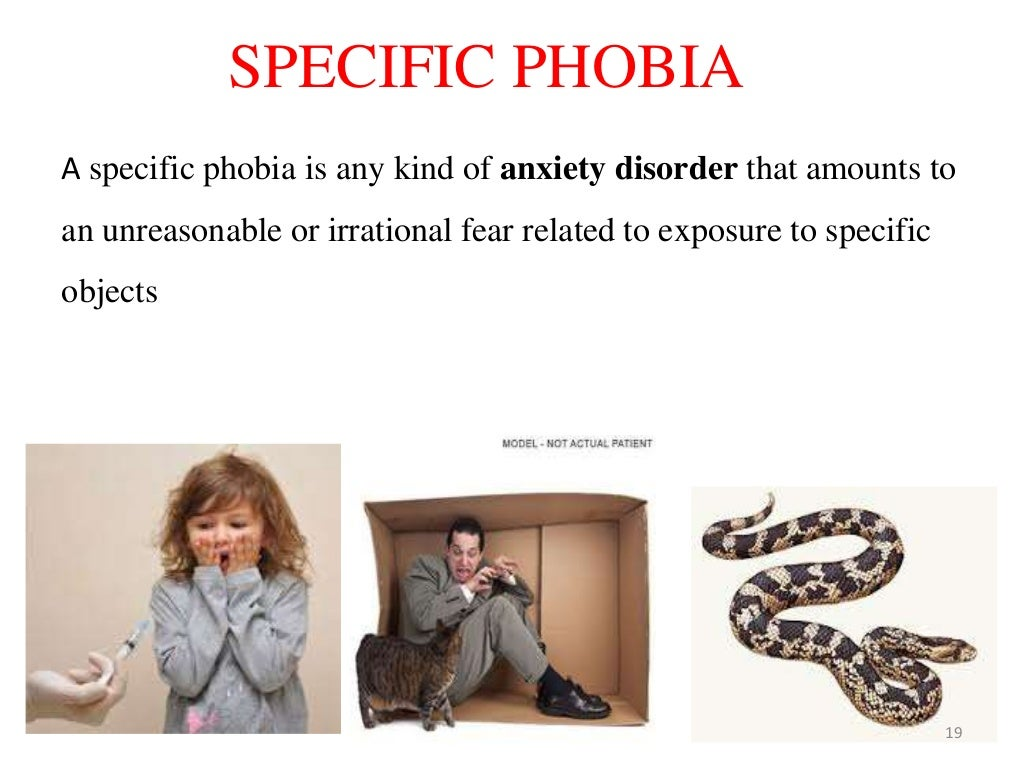 SPECIFIC PHOBIA
A specific phobia is any kind of anxiety disorder that amounts to
an unreasonable or irrational fear related to exposure to specific
objects
MODEL - NOT ACTUAL PATIENT
19